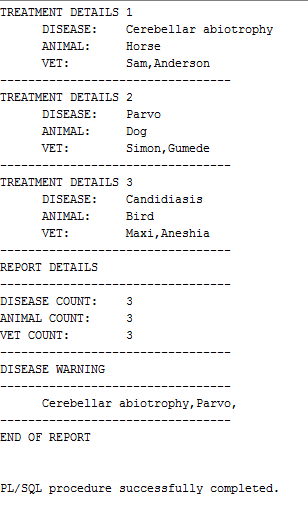 TREATMENT DETAILS 1
DISEASE: Cerebellar abiotrophy
ANIMAL: Horse
VET: Sam,Anderson
---------------------------------
TREATMENT DETAILS 2
DISEASE: Parvo
ANIMAL: Dog
VET: Simon,Gumede
---------------------------------
TREATMENT DETAILS 3
DISEASE: Candidiasis
ANIMAL: Bird
VET: Maxi,Aneshia
---------------------------------
REPORT DETAILS
---------------------------------
DISEASE COUNT: 3
ANIMAL COUNT: 3
VET COUNT: 3
---------------------------------
DISEASE WARNING
---------------------------------
Cerebellar abiotrophy,Parvo,
---------------------------------
END OF REPORT
PL/SQL procedure successfully completed.